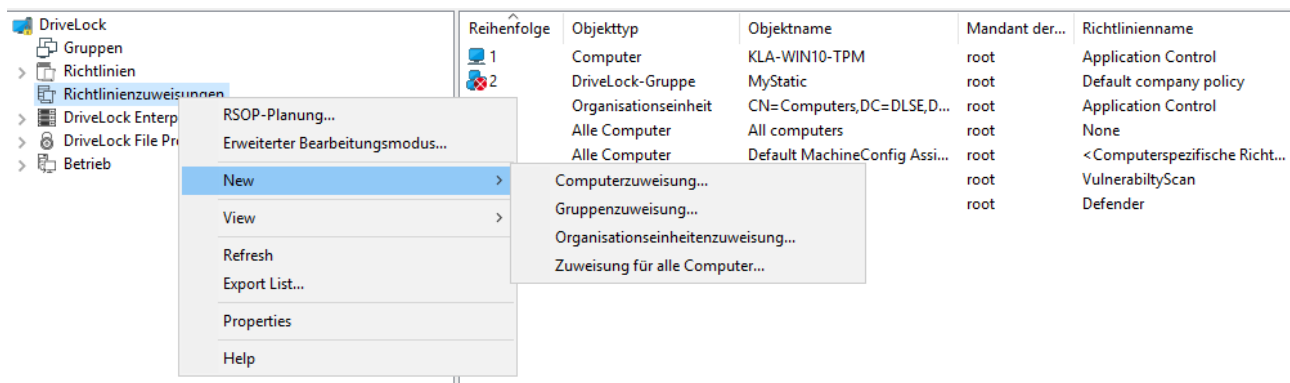 DriveLock
Gruppen
Richtlinien
Richtlinienzuweisungen
DriveLock Enterp
DriveLock File Pr
Betrieb
RSOP-Planung...
Erweiterter Bearbeitungsmodus...
New
View
Refresh
Export List...
Properties
Help
Computerzuweisung...
Gruppenzuweisung...
Organisationseinheitenzuweisung...
Zuweisung für alle Computer...
Reihenfolge Objekttyp Objektname Mandant der... Richtlinienname
1 Computer KLA-WIN10-TPM root Application Control
2 DriveLock-Gruppe MyStatic root Default company policy
Organisationseinheit CN=Computers,DC=DLSE,D... root Application Control
Alle Computer All computers root None
Alle Computer Default MachineConfig Assi... root <Computerspezifische Richt...
root VulnerabiltyScan
root Defender